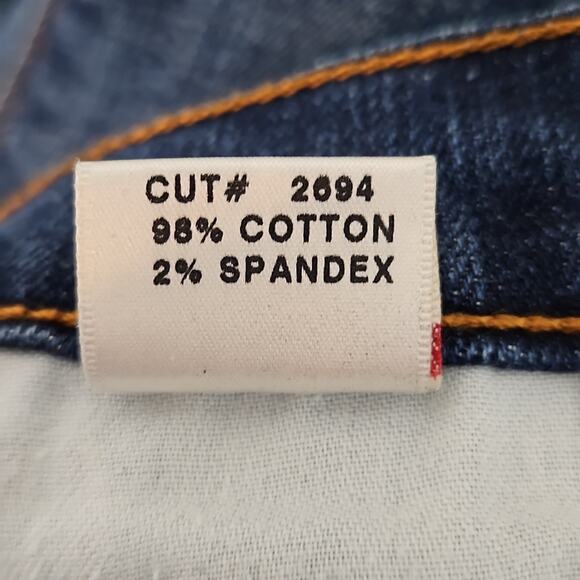 CUT# 2694
98% COTTON
2% SPANDEX